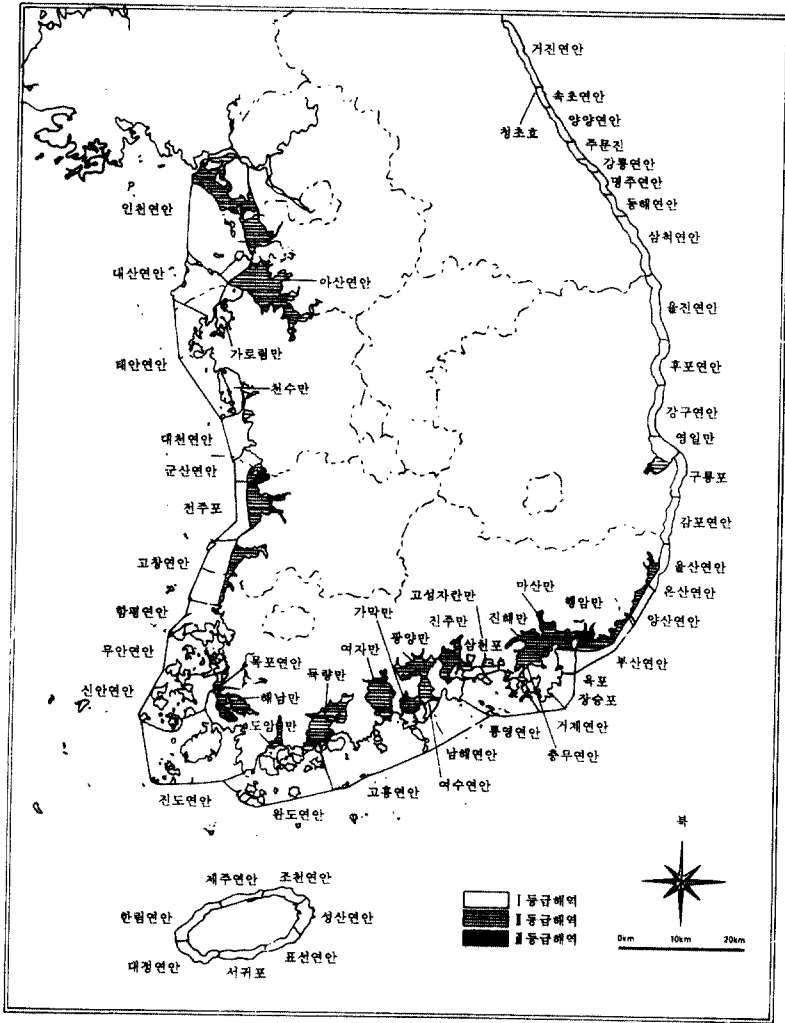 거진연안
속초연안
청초호
양양연안
주문진
강릉연안
명주연안
동해연안
삼척연안
인천연안
대산연안
아산연안
울진연안
가로림만
태안연안
후포연안
천수만
강구연안
대천연안
영일만
군산연안
구룡포
전주포
감포연안
고창연안
울산연안
마산만
고성자란만
행암만
온산연안
함평연안
가막만
진주만
진해만
양산연안
무안연안
여자만
광양만
삼천포
부산연안
목포연안
득량만
옥포
신안연안
해남만
장승포
도암만
통영연안
거제연안
남해연안
충무연안
진도연안
완도연안
고흥연안
여수연안
북
제주연안
조천연안
한림연안
성산연안
대정연안
서귀포
표선연안
Ⅰ 등급해역
Ⅱ 등급해역
Ⅲ 등급해역
0km 10km 20km